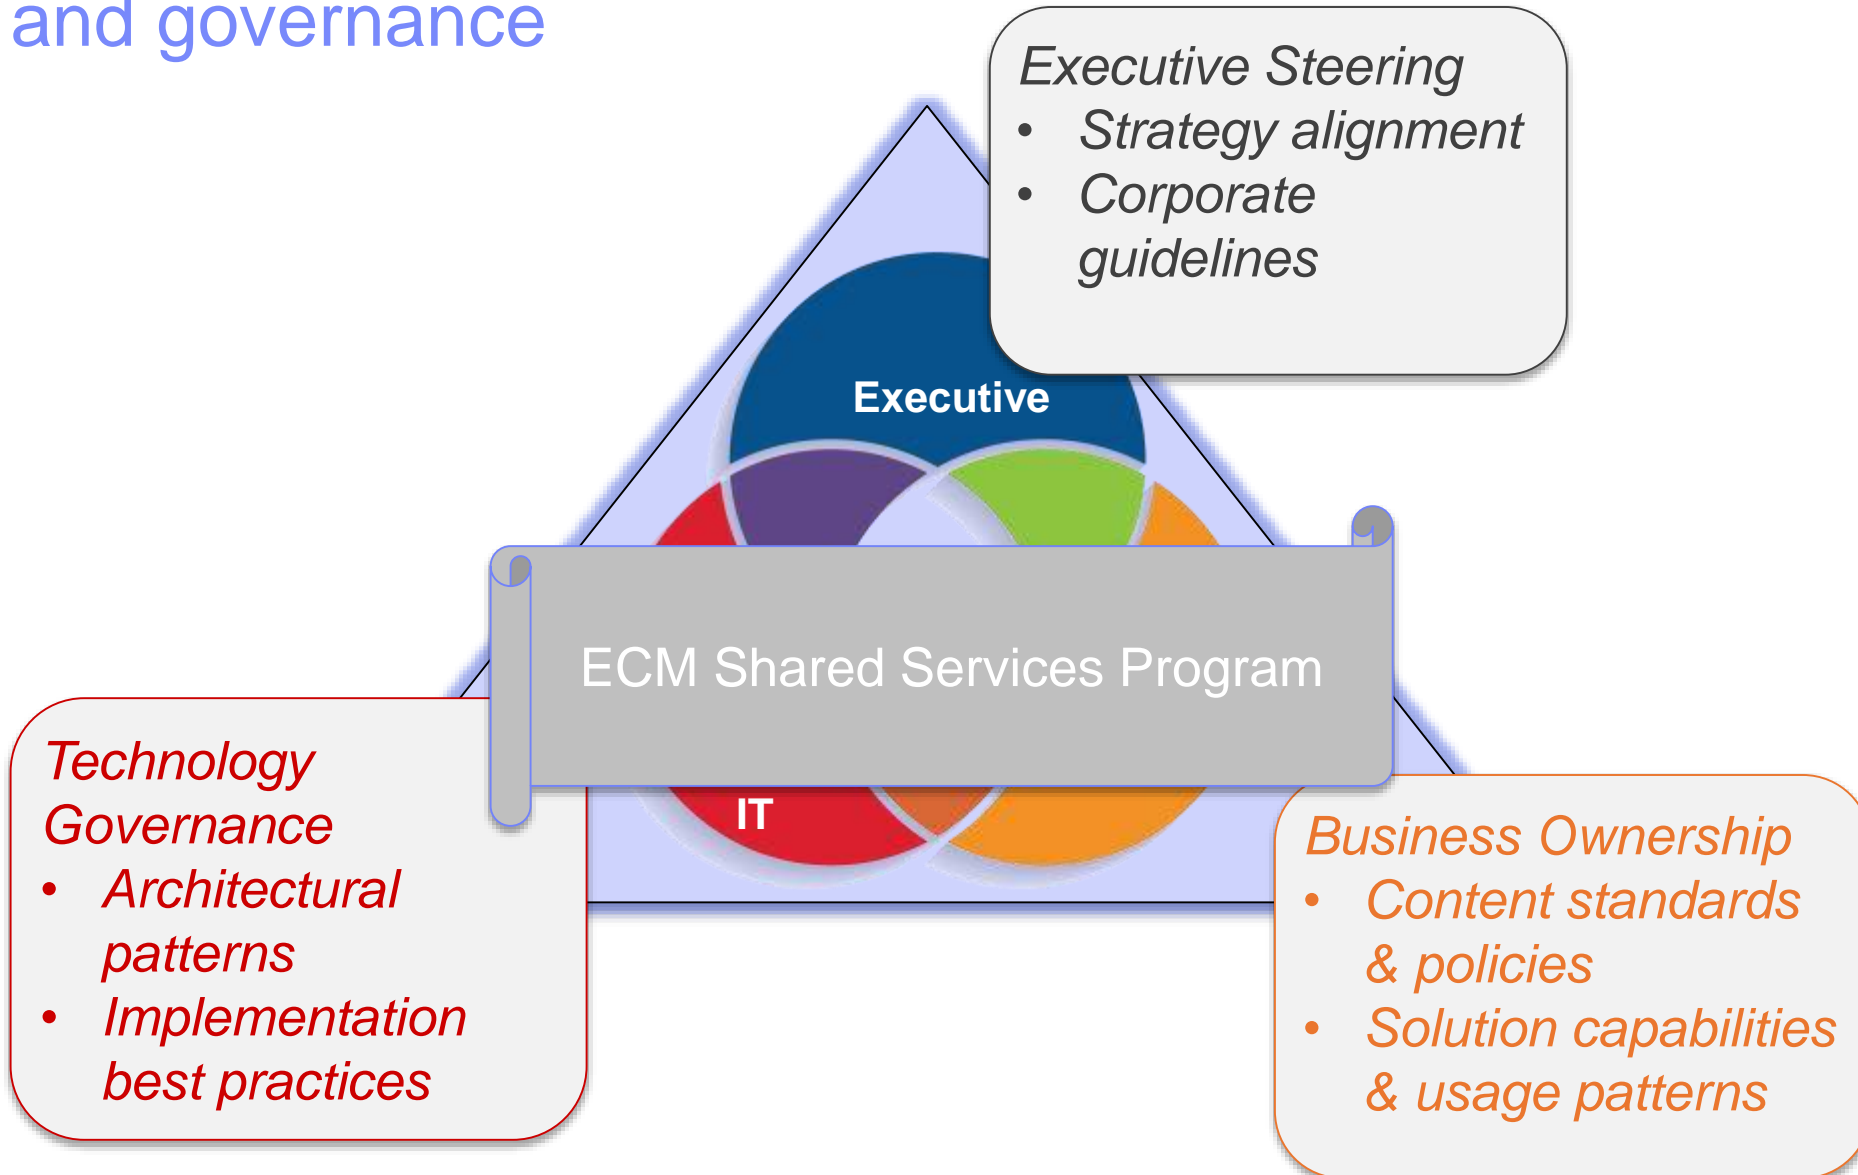 and governance
Executive Steering
• Strategy alignment
• Corporate
guidelines
Executive
ECM Shared Services Program
IT
Technology
Governance
• Architectural
patterns
• Implementation
best practices
Business Ownership
• Content standards
& policies
• Solution capabilities
& usage patterns